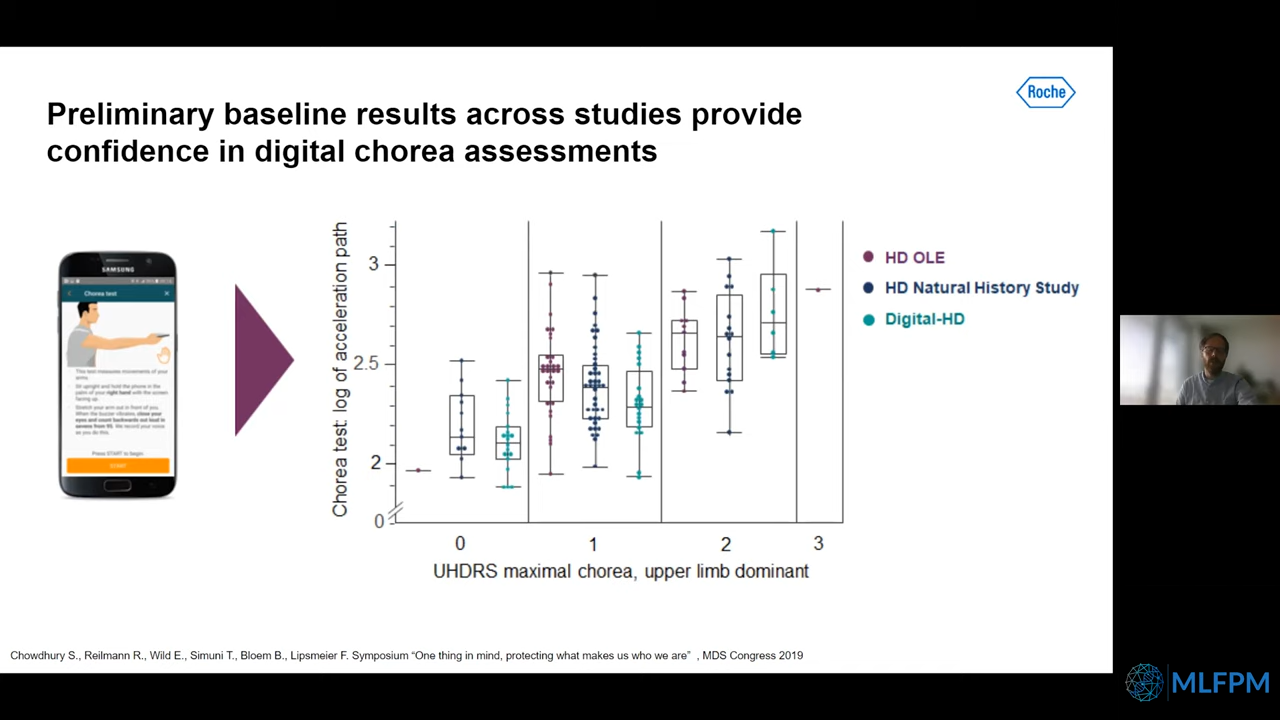 Preliminary baseline results across studies provide
confidence in digital chorea assessments
Roche
SAMSUNG
Chorea test
This test measures movements of your
arms.
Sit upright and hold the phone in the
palm of your right hand with the screen
facing up.
Stretch your arm out in front of you.
When the buzzer vibrates, close your
eyes and count backwards out loud in
sevens from 93. We record your voice
as you do this.
Press START to begin:
START
Chorea test: log of acceleration path
3
2.5
2
0
0
1
2
3
UHDRS maximal chorea, upper limb dominant
HD OLE
HD Natural History Study
Digital-HD
Chowdhury S., Reilmann R., Wild E., Simuni T., Bloem B., Lipsmeier F. Symposium “One thing in mind, protecting what makes us who we are” , MDS Congress 2019
MLFPM